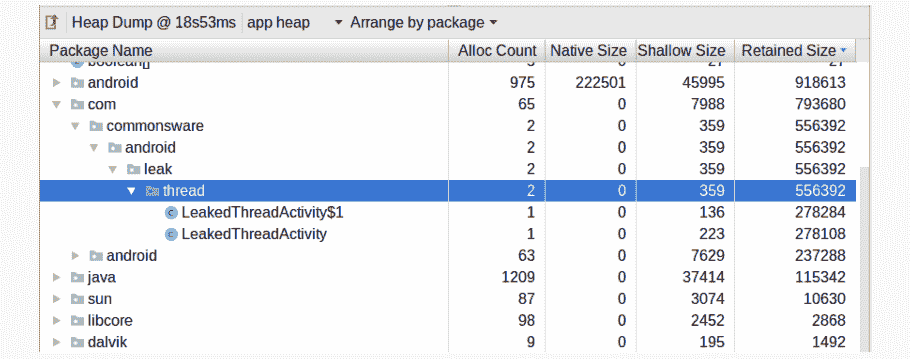 Heap Dump @ 18s53ms app heap Arrange by package
Package Name Alloc Count Native Size Shallow Size Retained Size
boolean[] 27 27
android 975 222501 45995 918613
com 65 0 7988 793680
commonsware 2 0 359 556392
android 2 0 359 556392
leak 2 0 359 556392
thread 2 0 359 556392
LeakedThreadActivity$1 1 0 136 278284
LeakedThreadActivity 1 0 223 278108
android 63 0 7629 237288
java 1209 0 37414 115342
sun 87 0 3074 10630
libcore 98 0 2452 2868
dalvik 9 0 195 1492